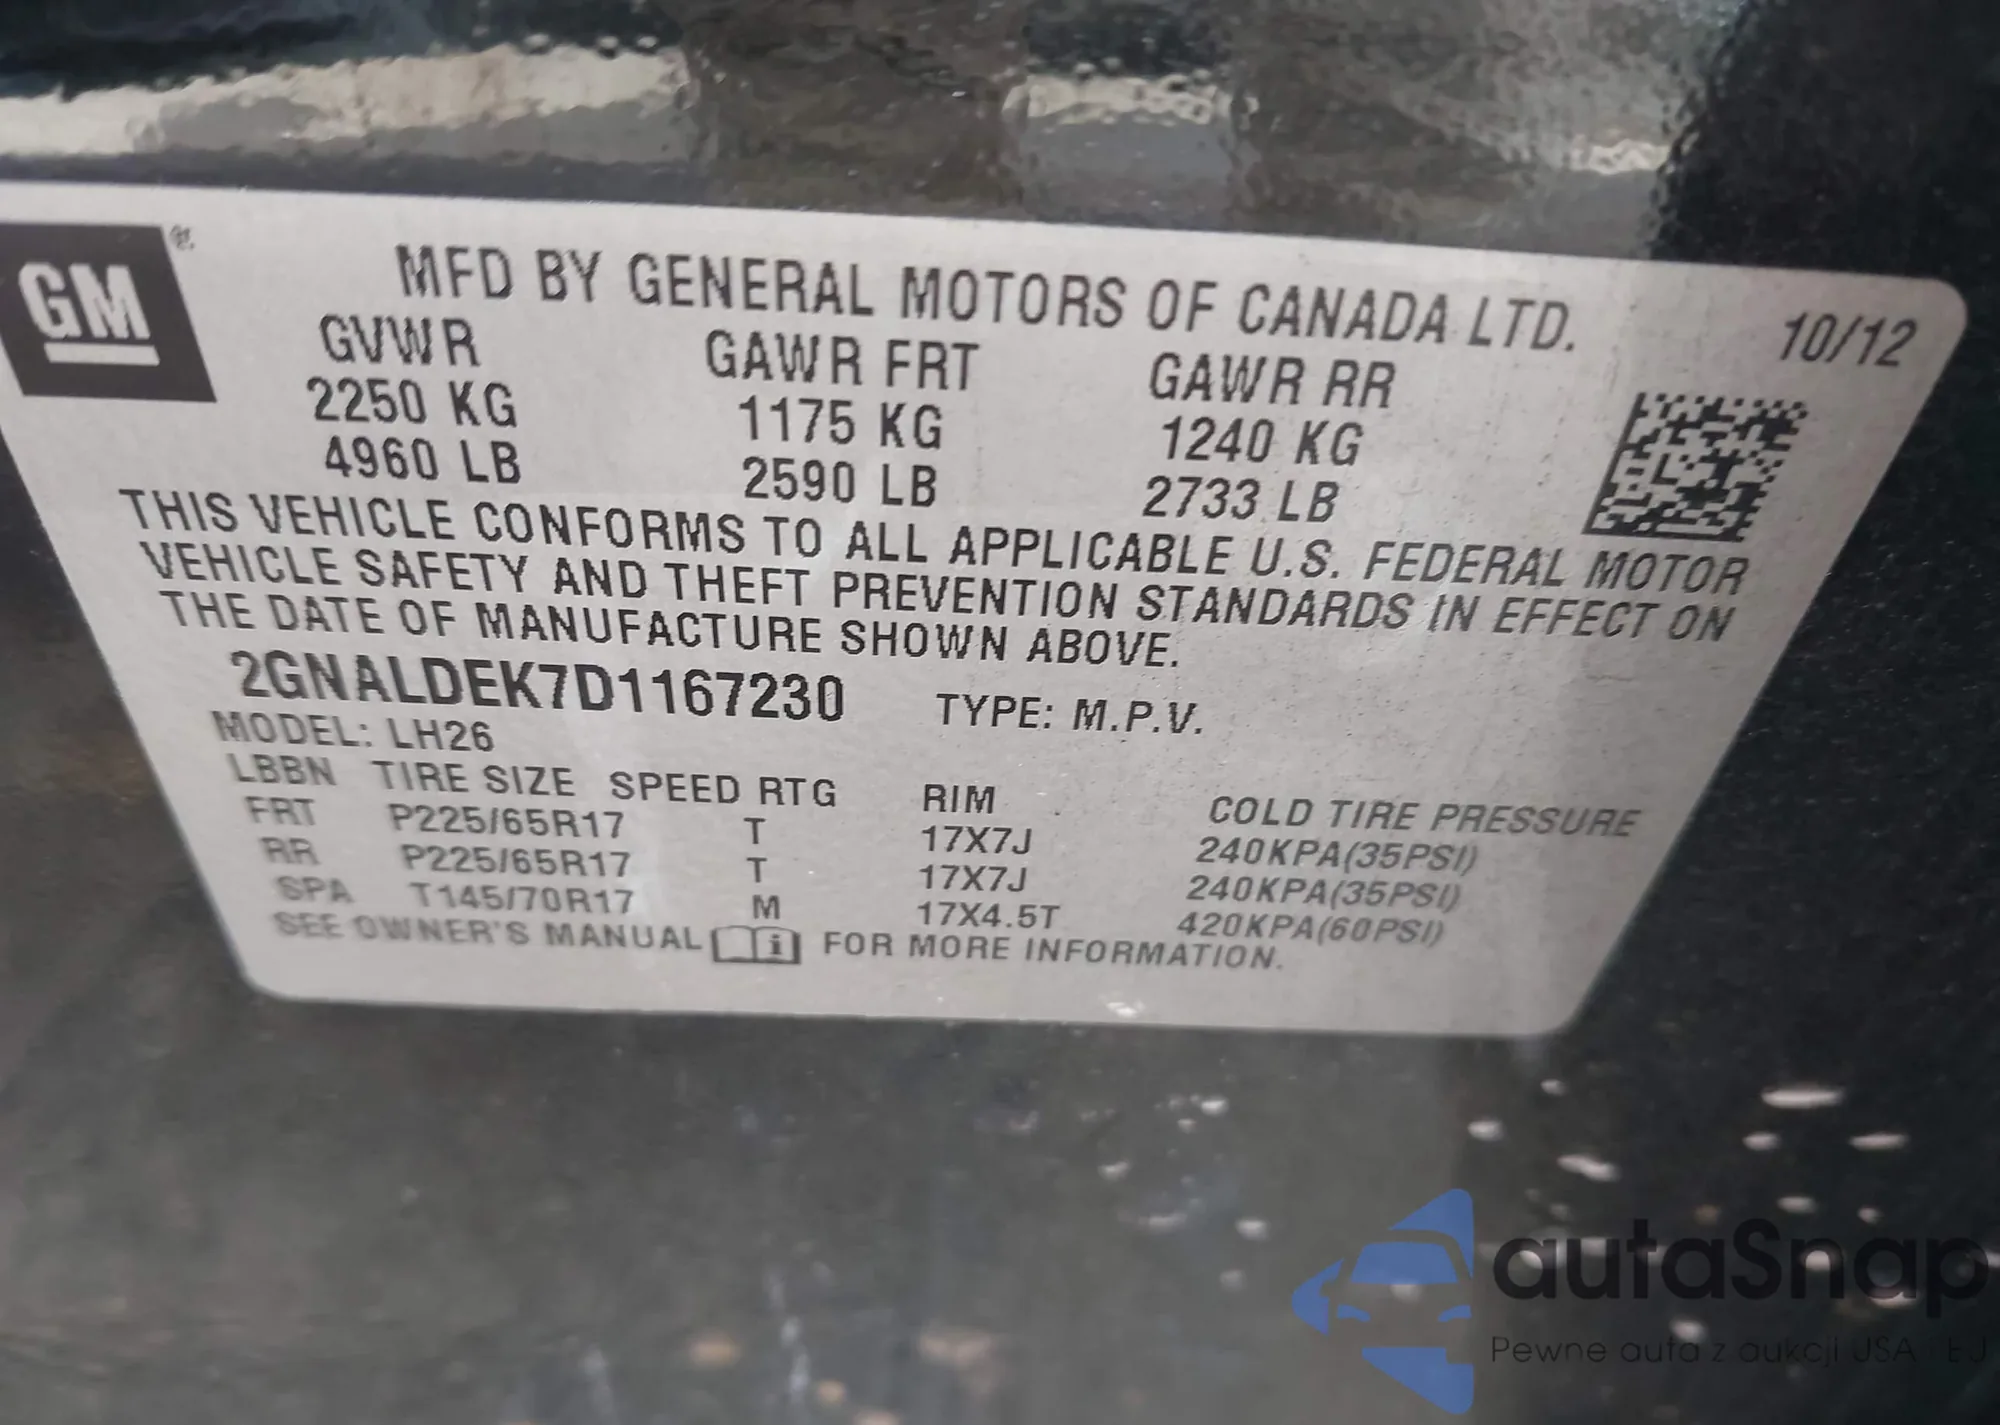 GM
MFD BY GENERAL MOTORS OF CANADA LTD.
10/12
GVWR GAWR FRT GAWR RR
2250 KG 1175 KG 1240 KG
4960 LB 2590 LB 2733 LB
THIS VEHICLE CONFORMS TO ALL APPLICABLE U.S. FEDERAL MOTOR
VEHICLE SAFETY AND THEFT PREVENTION STANDARDS IN EFFECT ON
THE DATE OF MANUFACTURE SHOWN ABOVE.
2GNALDEK7D1167230 TYPE: M.P.V.
MODEL: LH26
LBBN TIRE SIZE SPEED RTG RIM COLD TIRE PRESSURE
FRT P225/65R17 T 17X7J 240KPA(35PSI)
RR P225/65R17 T 17X7J 240KPA(35PSI)
SPA T145/70R17 M 17X4.5T 420KPA(60PSI)
SEE OWNER'S MANUAL i FOR MORE INFORMATION.
autaSnap
Pewne auta z aukcji USA